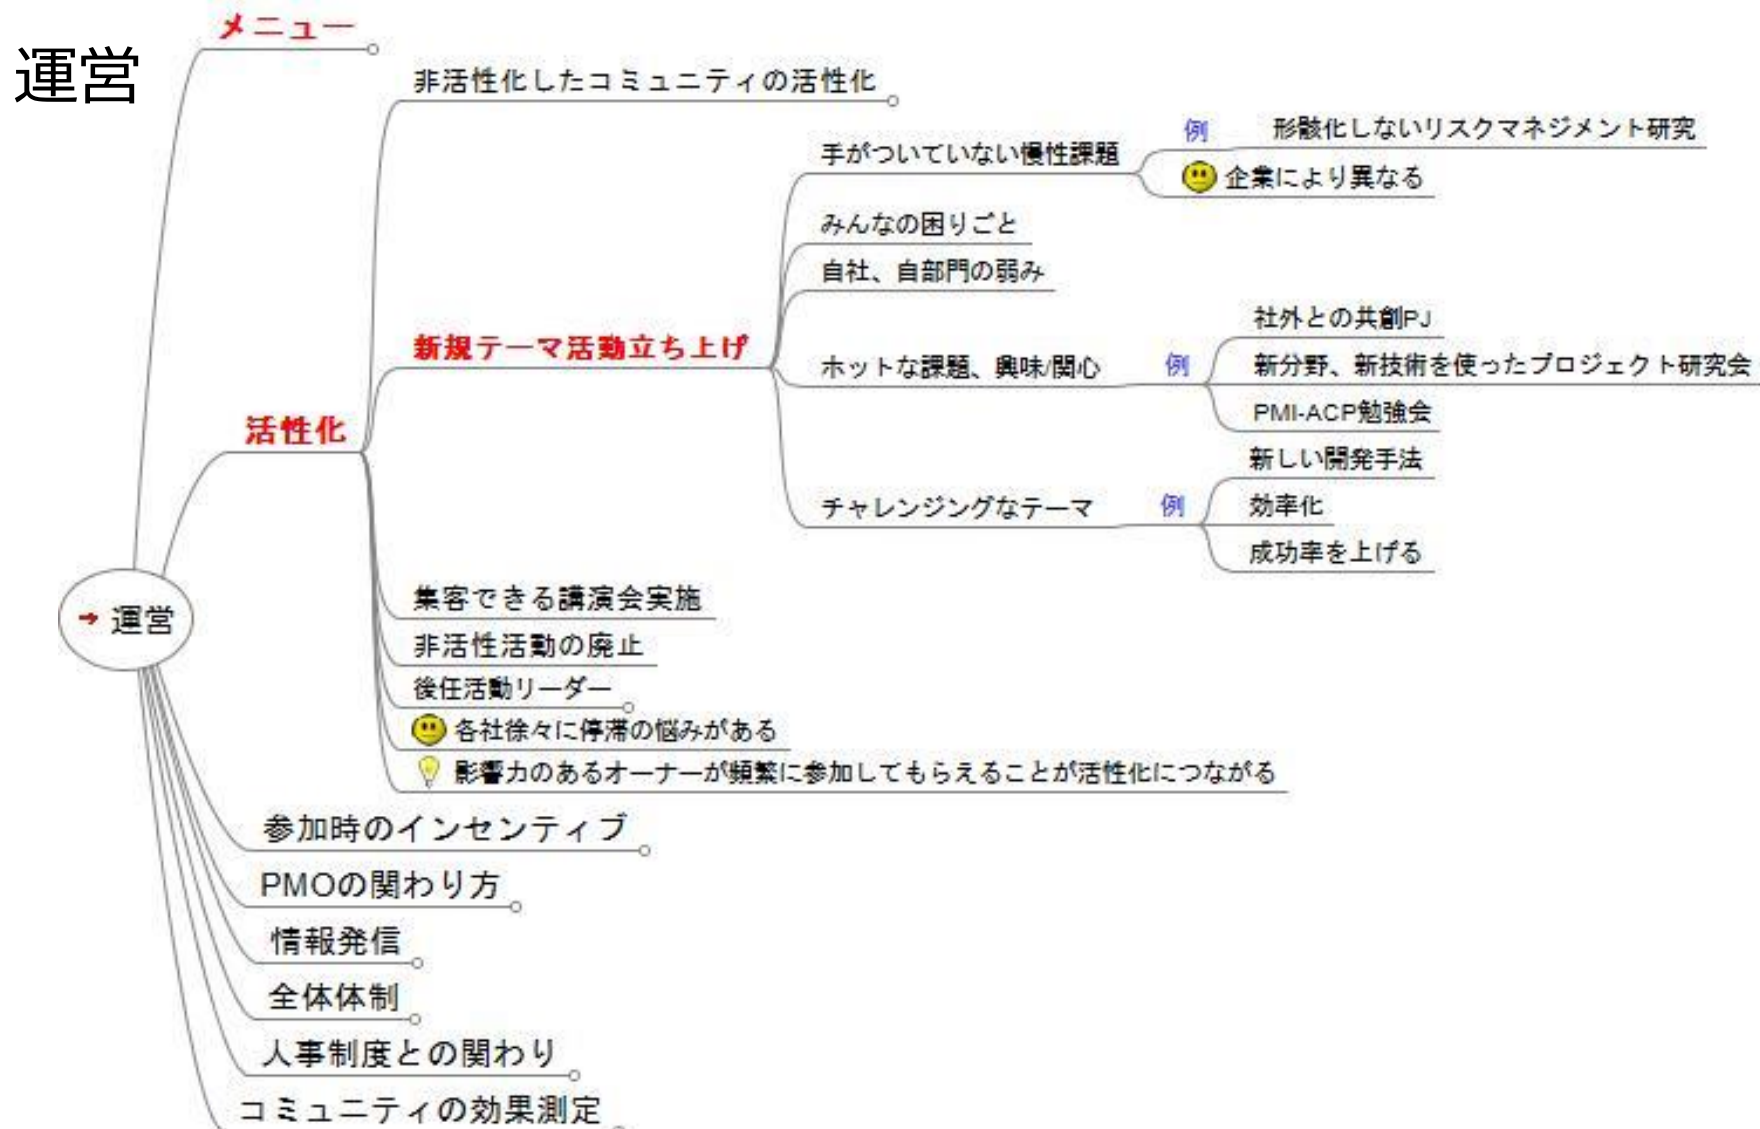 運営
メニュー
非活性化したコミュニティの活性化
手がついていない慢性課題
例
形骸化しないリスクマネジメント研究
企業により異なる
みんなの困りごと
自社、自部門の弱み
新規テーマ活動立ち上げ
ホットな課題、興味/関心
例
社外との共創PJ
新分野、新技術を使ったプロジェクト研究会
PMI-ACP勉強会
チャレンジングなテーマ
例
新しい開発手法
効率化
成功率を上げる
活性化
集客できる講演会実施
非活性活動の廃止
後任活動リーダー
各社徐々に停滞の悩みがある
影響力のあるオーナーが頻繁に参加してもらえることが活性化につながる
運営
参加時のインセンティブ
PMOの関わり方
情報発信
全体体制
人事制度との関わり
コミュニティの効果測定